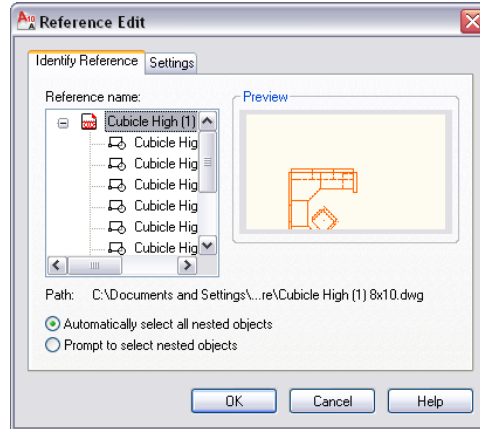 Reference Edit
Identify Reference
Settings
Reference name:
Preview
Cubicle High (1)
Cubicle Hig
Cubicle Hig
Cubicle Hig
Cubicle Hig
Cubicle Hig
Cubicle Hig
Path: C:\Documents and Settings\...re\Cubicle High (1) 8x10.dwg
Automatically select all nested objects
Prompt to select nested objects
OK
Cancel
Help